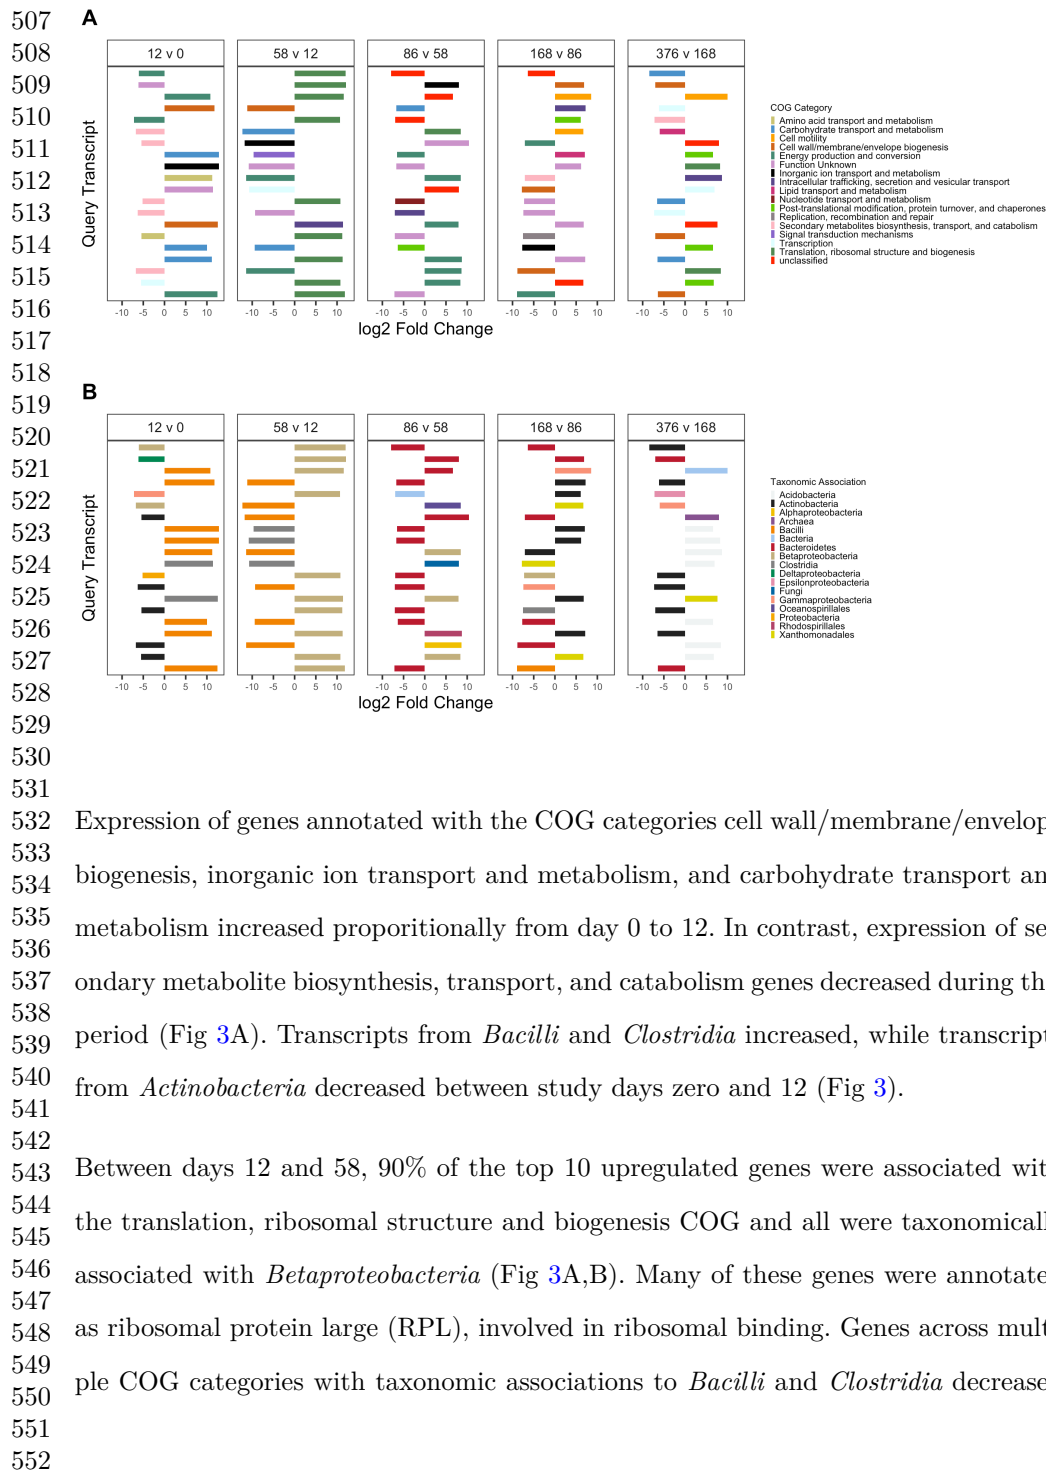 507
A
508
12 v 0 58 v 12 86 v 58 168 v 86 376 v 168
509
510
511
512
513
514
515
516
517
Query Transcript
-10 -5 0 5 10 -10 -5 0 5 10 -10 -5 0 5 10 -10 -5 0 5 10 -10 -5 0 5 10
log2 Fold Change
COG Category
Amino acid transport and metabolism
Carbohydrate transport and metabolism
Cell motility
Cell wall/membrane/envelope biogenesis
Energy production and conversion
Function Unknown
Inorganic ion transport and metabolism
Intracellular trafficking, secretion and vesicular transport
Lipid transport and metabolism
Nucleotide transport and metabolism
Post-translational modification, protein turnover, and chaperones
Replication, recombination and repair
Secondary metabolites biosynthesis, transport, and catabolism
Signal transduction mechanisms
Transcription
Translation, ribosomal structure and biogenesis
unclassified
518
B
519
520
12 v 0 58 v 12 86 v 58 168 v 86 376 v 168
521
522
523
524
525
526
527
528
529
530
531
Query Transcript
-10 -5 0 5 10 -10 -5 0 5 10 -10 -5 0 5 10 -10 -5 0 5 10 -10 -5 0 5 10
log2 Fold Change
Taxonomic Association
Acidobacteria
Actinobacteria
Alphaproteobacteria
Archaea
Bacilli
Bacteria
Bacteroidetes
Betaproteobacteria
Clostridia
Deltaproteobacteria
Epsilonproteobacteria
Fungi
Gammaproteobacteria
Oceanospirillales
Proteobacteria
Rhodospirillales
Xanthomonadales
532 Expression of genes annotated with the COG categories cell wall/membrane/envelop
533
534 biogenesis, inorganic ion transport and metabolism, and carbohydrate transport an
535
536 metabolism increased proporitionally from day 0 to 12. In contrast, expression of se
537 ondary metabolite biosynthesis, transport, and catabolism genes decreased during th
538
539 period (Fig 3A). Transcripts from Bacilli and Clostridia increased, while transcript
540 from Actinobacteria decreased between study days zero and 12 (Fig 3).
541
542
543 Between days 12 and 58, 90% of the top 10 upregulated genes were associated wit
544
545 the translation, ribosomal structure and biogenesis COG and all were taxonomicall
546 associated with Betaproteobacteria (Fig 3A,B). Many of these genes were annotate
547
548 as ribosomal protein large (RPL), involved in ribosomal binding. Genes across mult
549
550 ple COG categories with taxonomic associations to Bacilli and Clostridia decrease
551
552